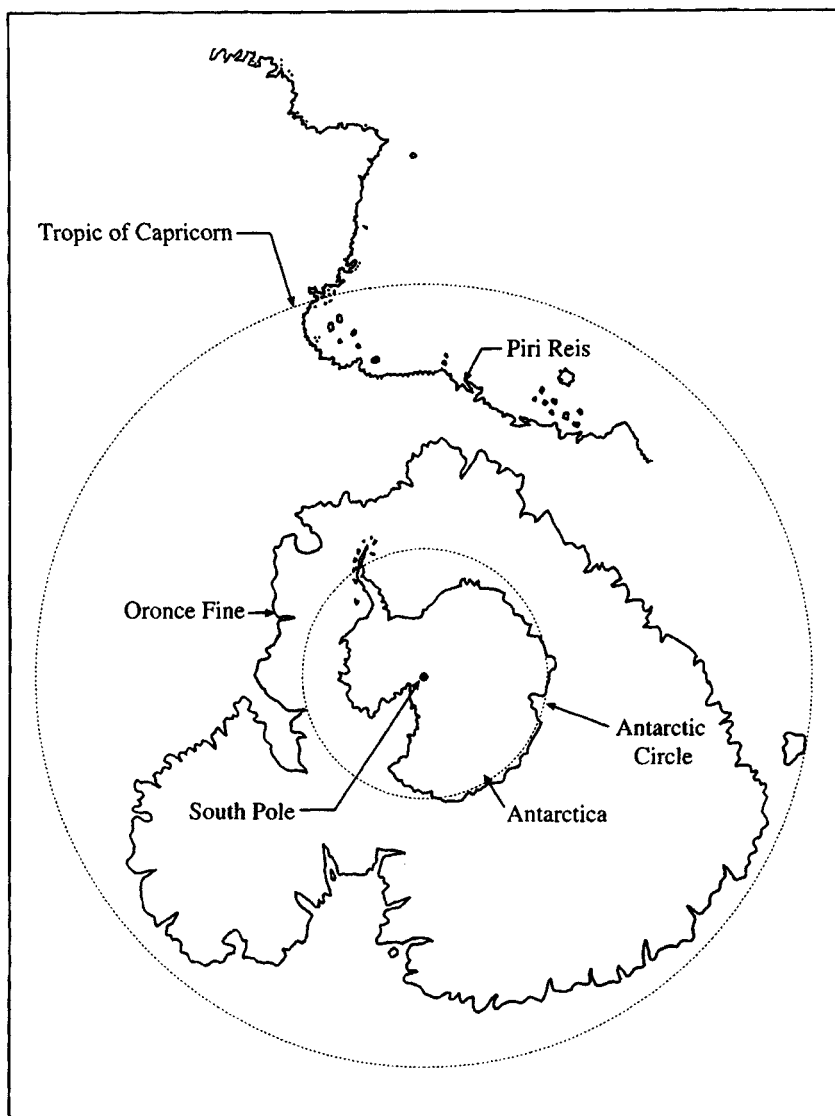 Tropic of Capricorn
Piri Reis
Oronce Fine
Antarctic
Circle
South Pole
Antarctica